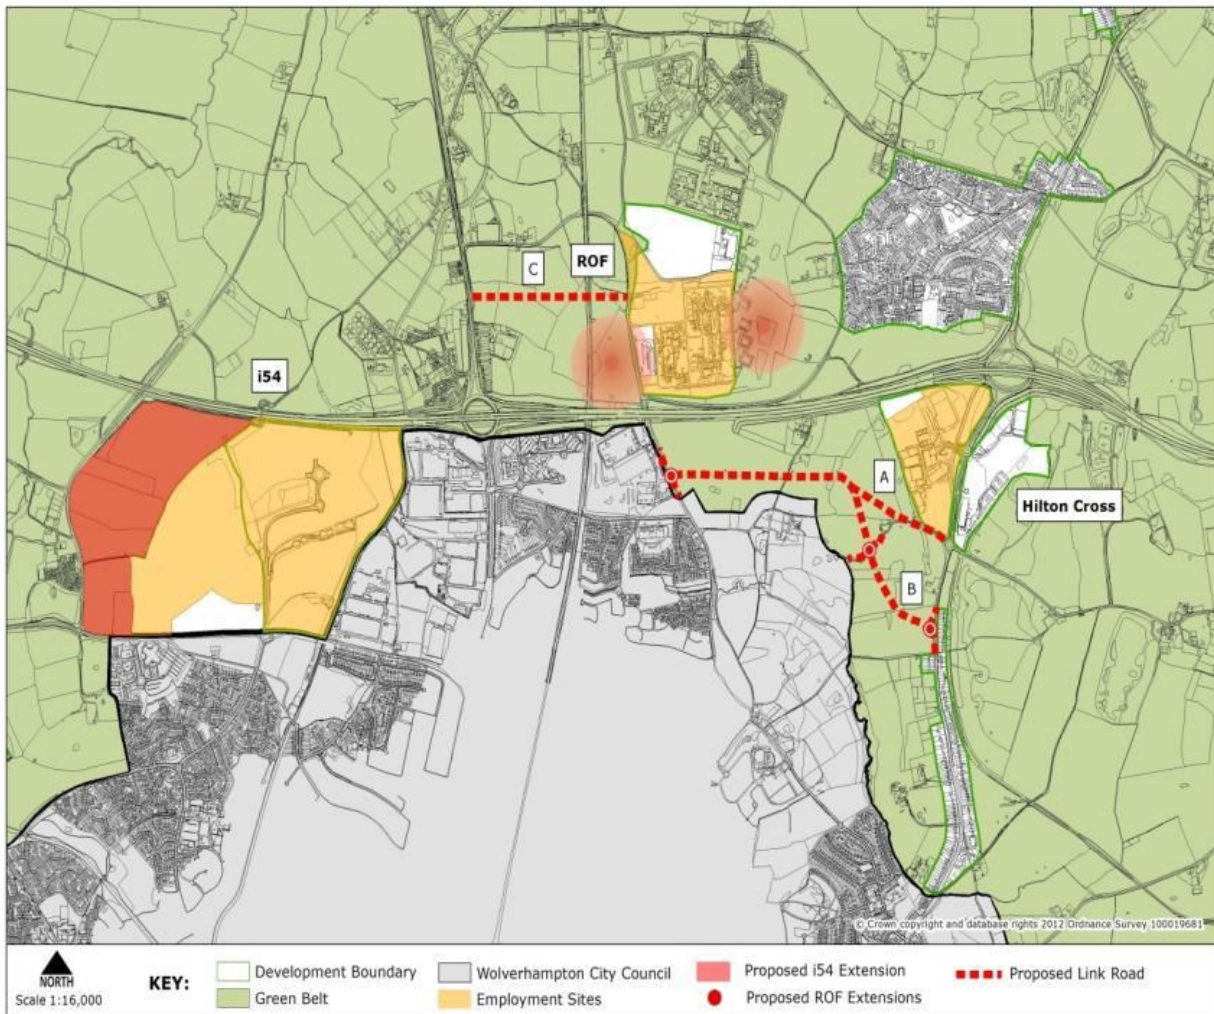 C
ROF
i54
A
Hilton Cross
B
© Crown copyright and database rights 2012 Ordnance Survey 100019681
NORTH
Scale 1:16,000
KEY:
Development Boundary
Wolverhampton City Council
Proposed i54 Extension
Proposed Link Road
Green Belt
Employment Sites
Proposed ROF Extensions